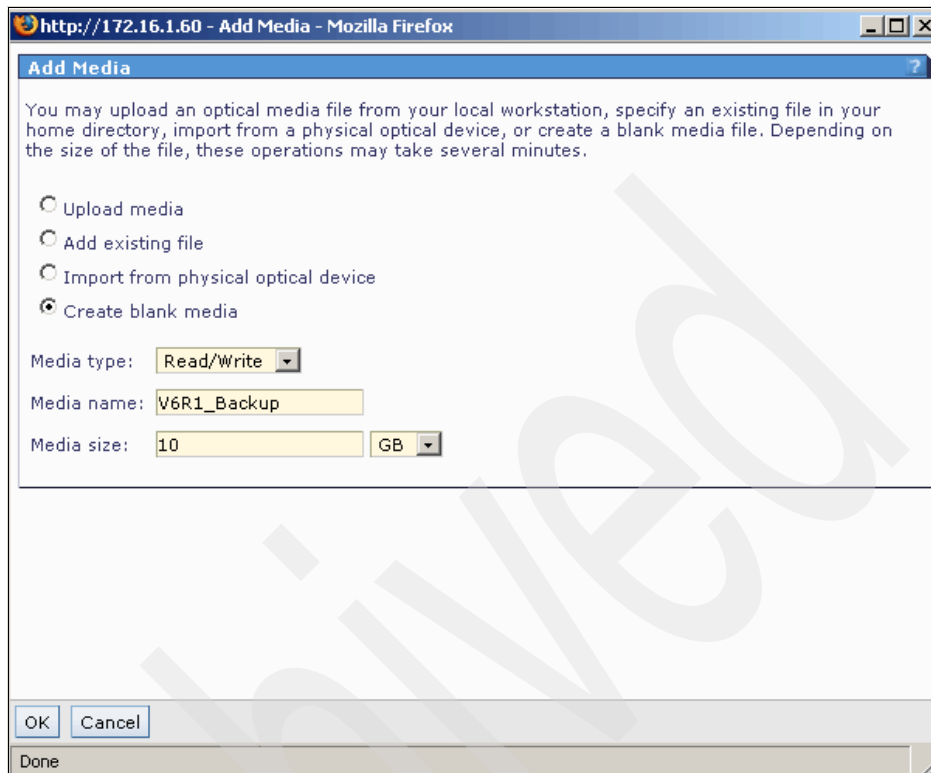 http://172.16.1.60 - Add Media - Mozilla Firefox
Add Media
?
You may upload an optical media file from your local workstation, specify an existing file in your
home directory, import from a physical optical device, or create a blank media file. Depending on
the size of the file, these operations may take several minutes.
Upload media
Add existing file
Import from physical optical device
Create blank media
Media type: Read/Write
Media name: V6R1_Backup
Media size: 10 GB
hived
OK Cancel
Done